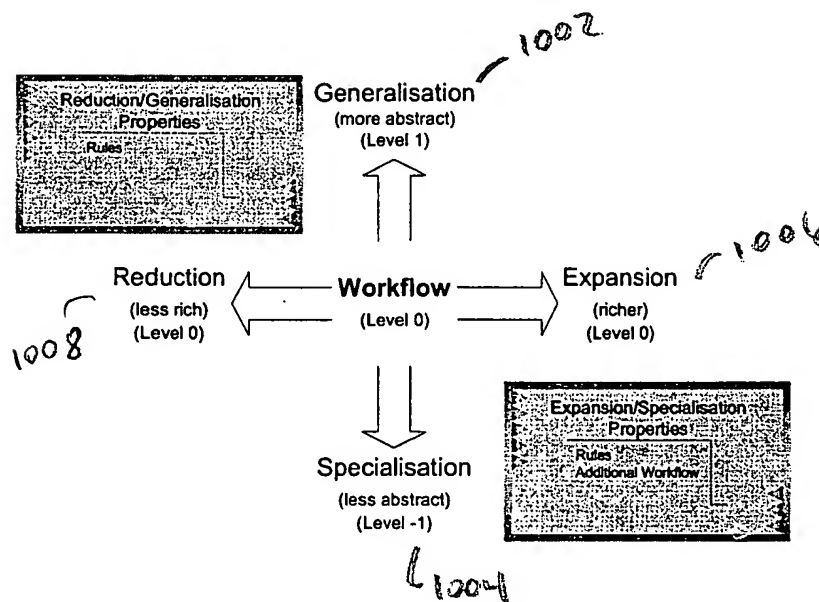 1002
Reduction/Generalisation
Properties
Rules
Generalisation
(more abstract)
(Level 1)
1006
Reduction
(less rich)
(Level 0)
1008
Workflow
(Level 0)
Expansion
(richer)
(Level 0)
Specialisation
(less abstract)
(Level -1)
1004
Expansion/Specialisation
Properties
Rules
Additional Workflow